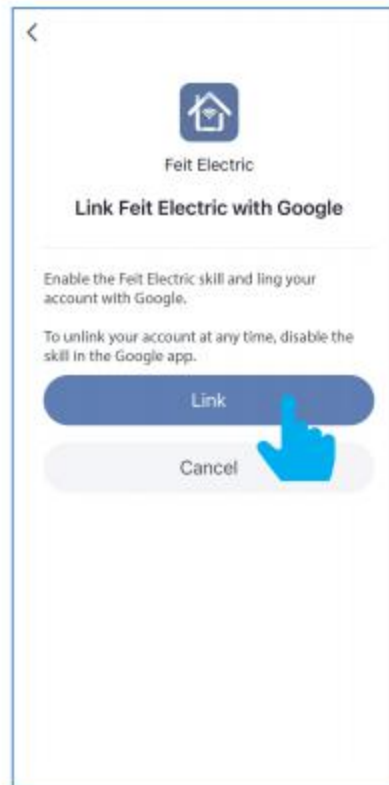 Feit Electric
Link Feit Electric with Google
Enable the Feit Electric skill and ling your
account with Google.
To unlink your account at any time, disable the
skill in the Google app.
Link
Cancel